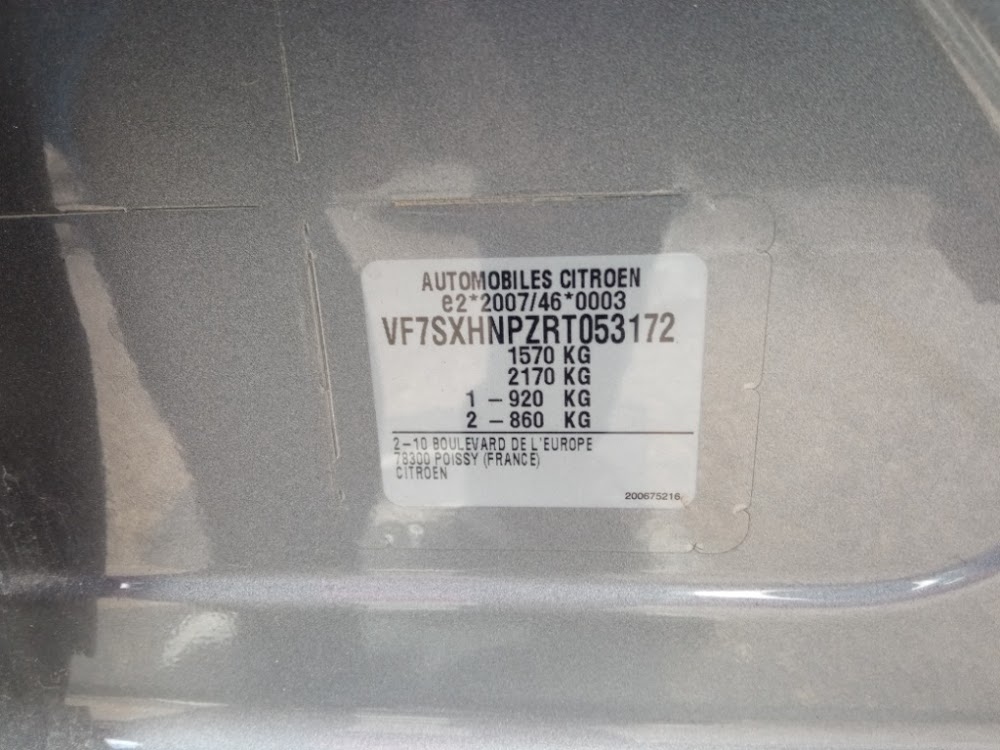 AUTOMOBILES CITROEN
e2*2007/46*0003
VF7SXHNPZRT053172
1570 KG
2170 KG
1 – 920 KG
2 – 860 KG
2–10 BOULEVARD DE L'EUROPE
78300 POISSY (FRANCE)
CITROEN
200675216